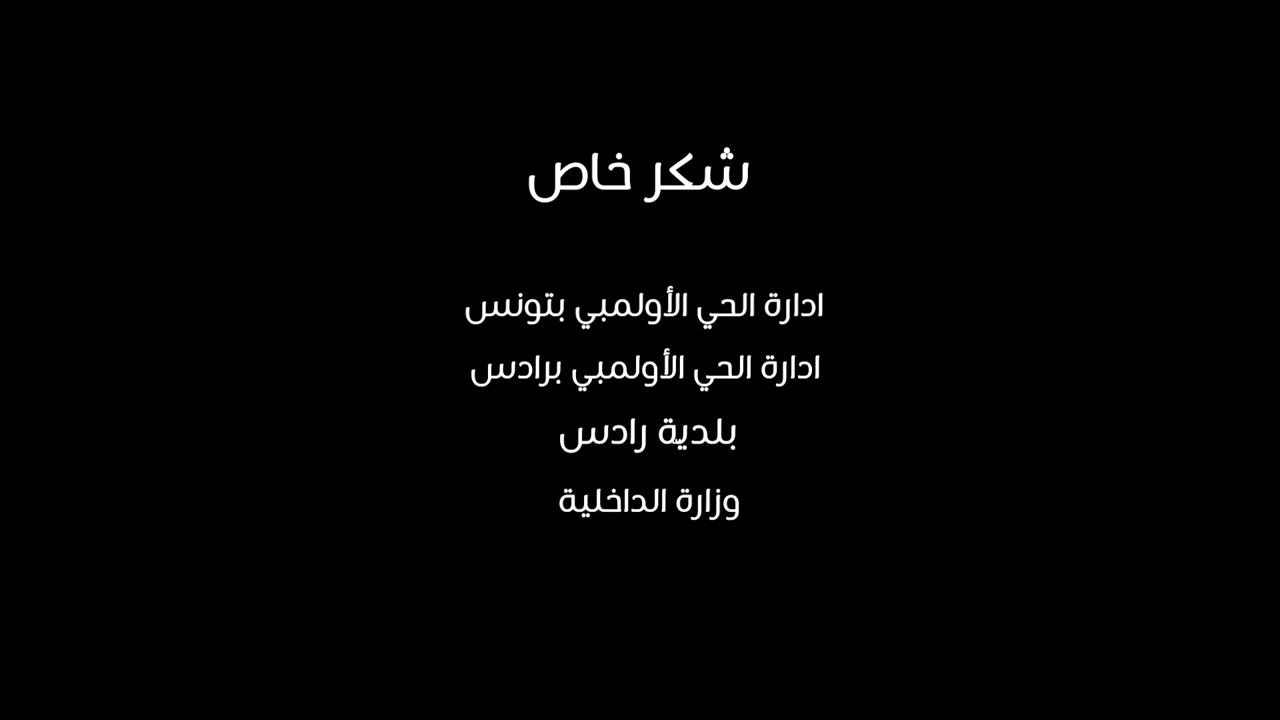 شكر خاص
ادارة الحي الأولمبي بتونس
ادارة الحي الأولمبي برادس
بلدية رادس
وزارة الداخلية